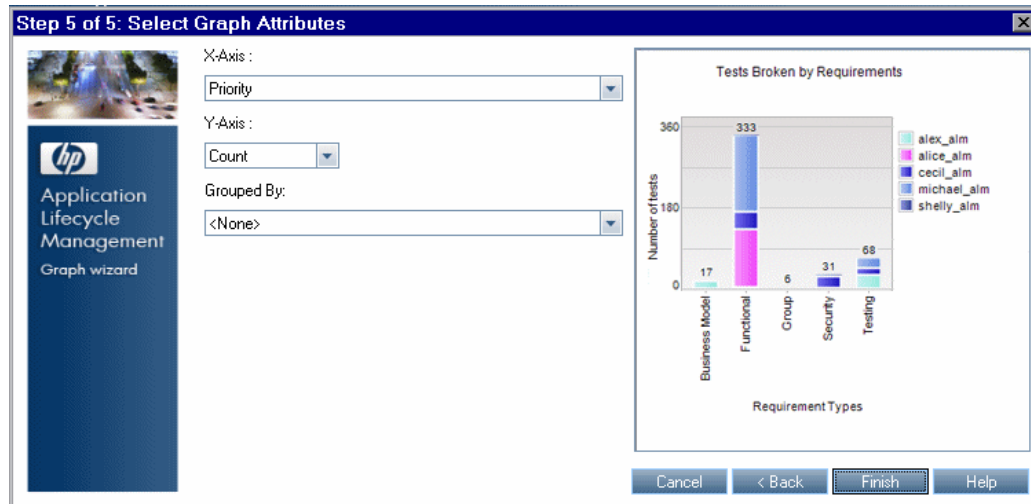 Step 5 of 5: Select Graph Attributes
hp
Application
Lifecycle
Management
Graph wizard
X-Axis :
Priority
Y-Axis :
Count
Grouped By:
<None>
Tests Broken by Requirements
Number of tests
360
180
0
17
333
6
31
68
Business Model
Functional
Group
Security
Testing
Requirement Types
alex_alm
alice_alm
cecil_alm
michael_alm
shelly_alm
Cancel
< Back
Finish
Help